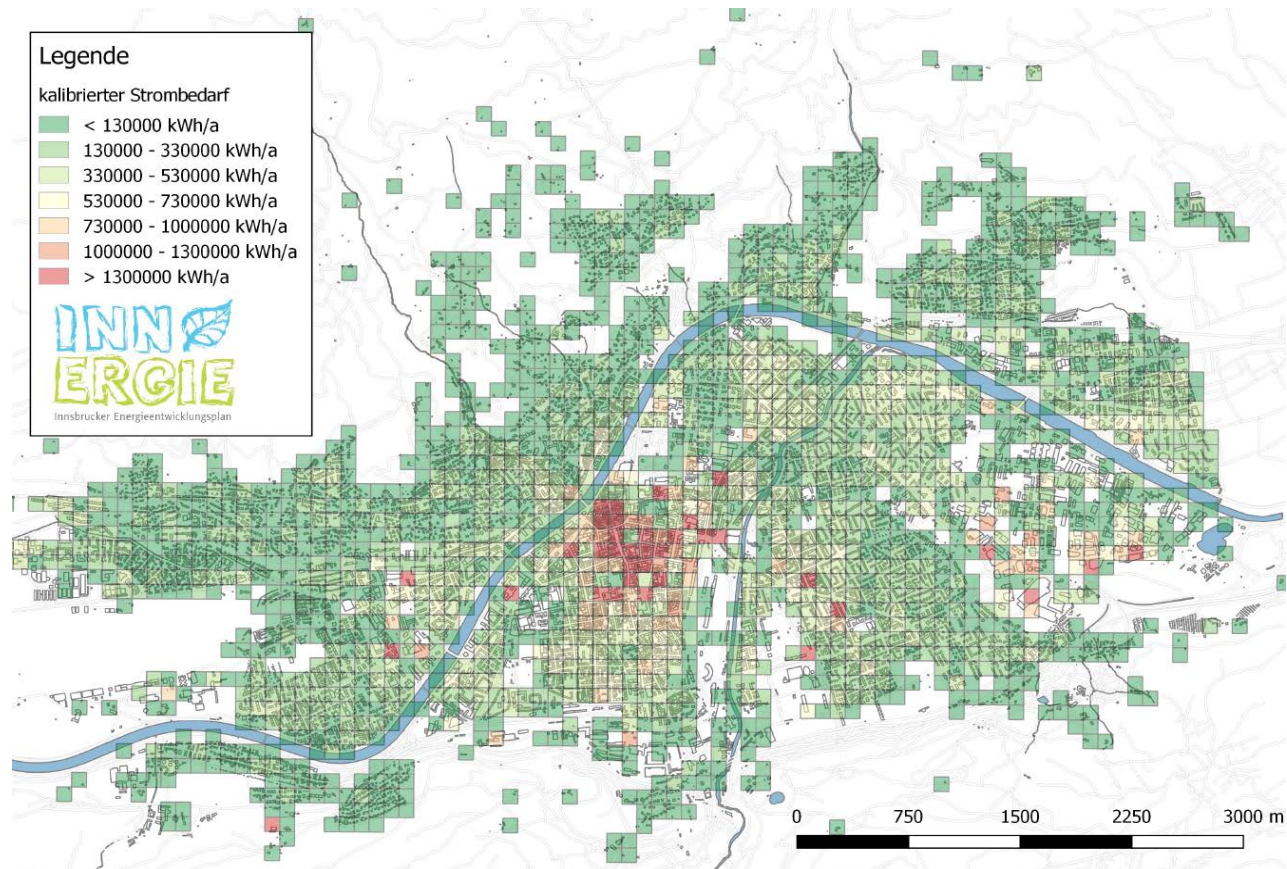 Legende
kalibrierter Strombedarf
< 130000 kWh/a
130000 - 330000 kWh/a
330000 - 530000 kWh/a
530000 - 730000 kWh/a
730000 - 1000000 kWh/a
1000000 - 1300000 kWh/a
> 1300000 kWh/a
INN
ERGIE
Innsbrucker Energieentwicklungsplan
0 750 1500 2250 3000 m